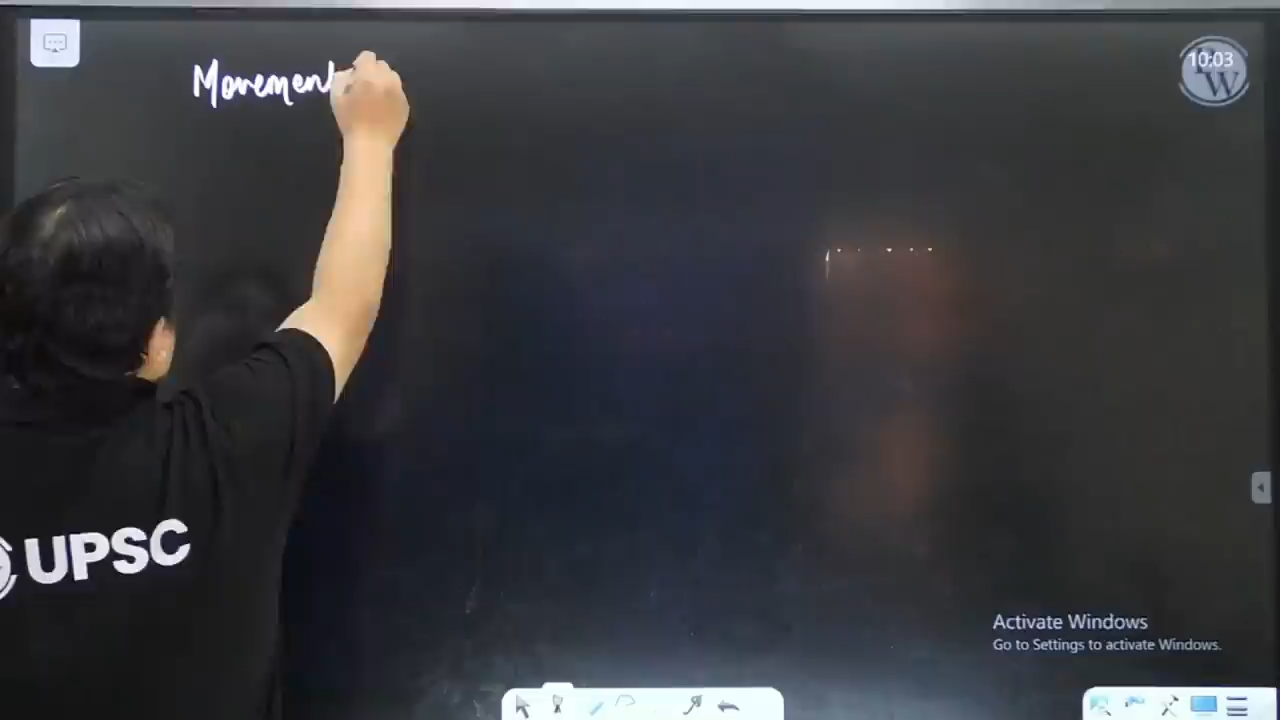 Movement
10:03
PW
UPSC
Activate Windows
Go to Settings to activate Windows.